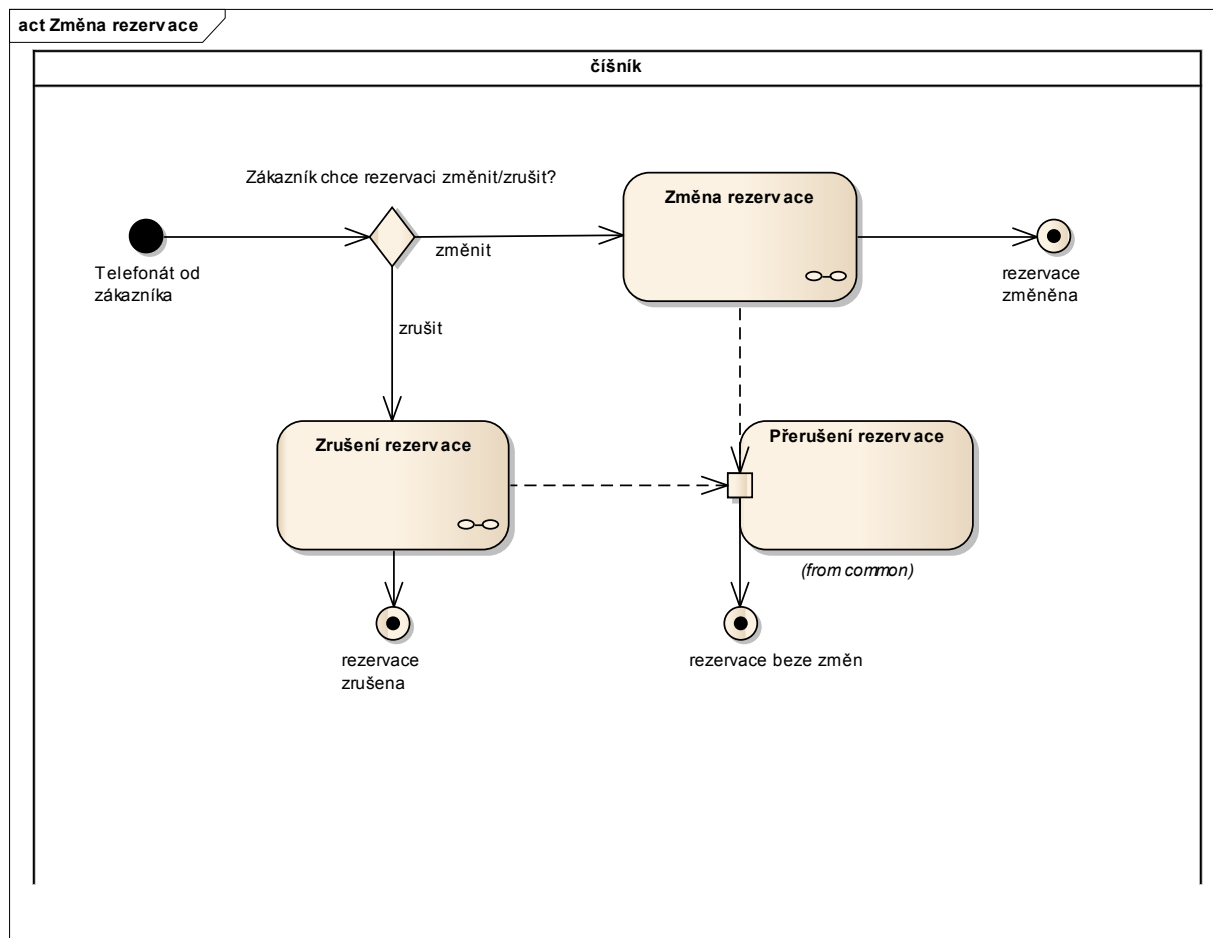 act Změna rezervace
číšník
Zákazník chce rezervaci změnit/zrušit?
Změna rezervace
změnit
Telefonát od
zákazníka
rezervace
změněna
zrušit
Zrušení rezervace
Přerušení rezervace
(from common)
rezervace
zrušena
rezervace beze změn